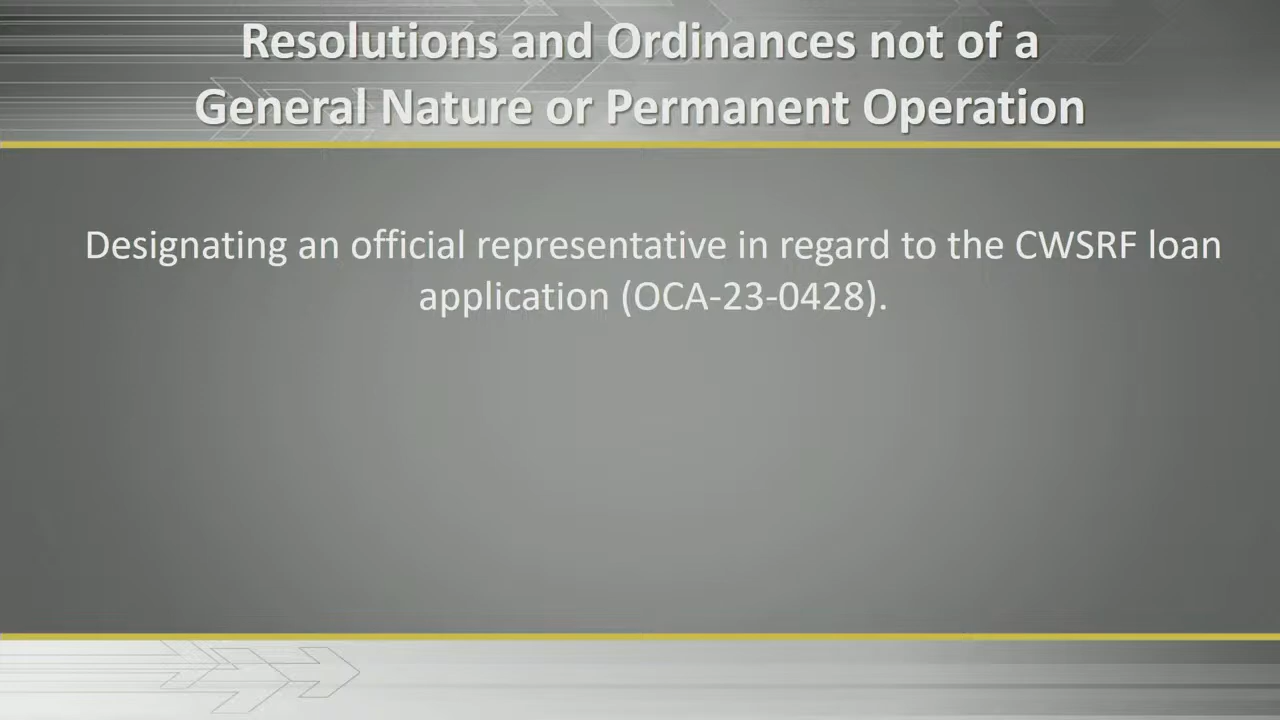 Resolutions and Ordinances not of a
General Nature or Permanent Operation
Designating an official representative in regard to the CWSRF loan
application (OCA-23-0428).